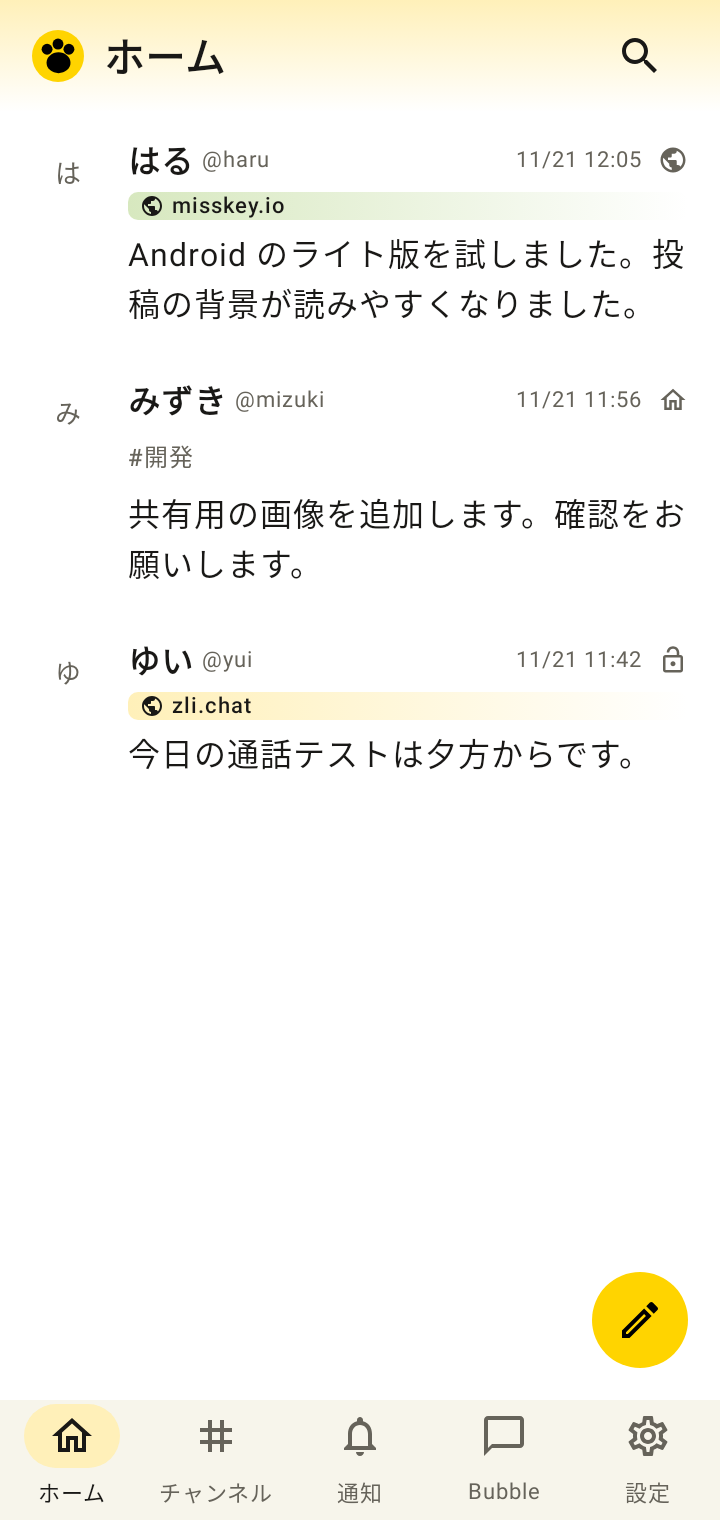 ホーム
は
はる @haru 11/21 12:05
misskey.io
Android のライト版を試しました。投
稿の背景が読みやすくなりました。
み
みずき @mizuki 11/21 11:56
#開発
共有用の画像を追加します。確認をお
願いします。
ゆ
ゆい @yui 11/21 11:42
zli.chat
今日の通話テストは夕方からです。
ホーム チャンネル 通知 Bubble 設定